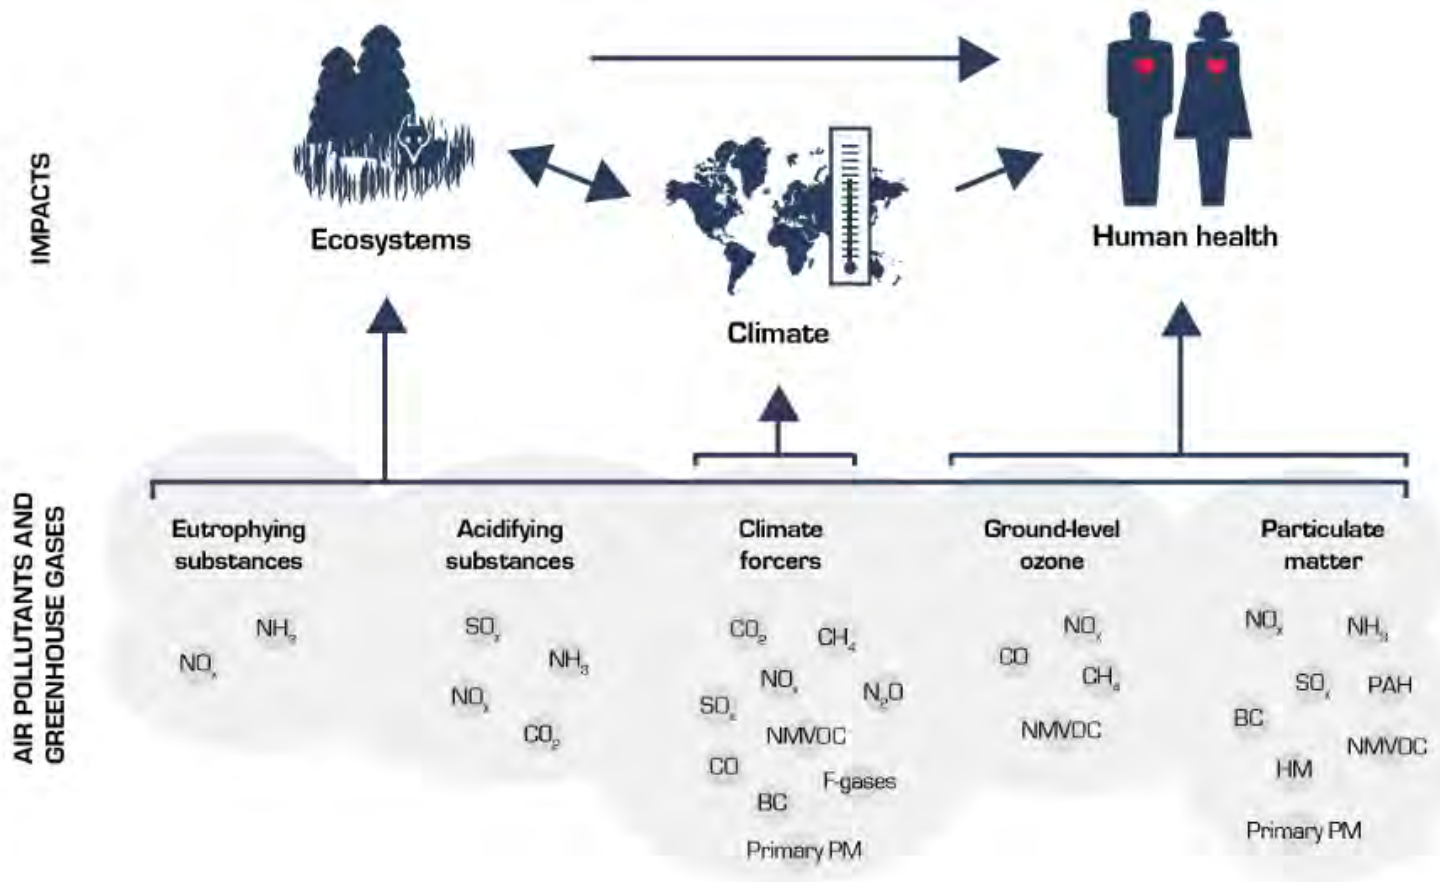 IMPACTS
Ecosystems
Climate
Human health
AIR POLLUTANTS AND
GREENHOUSE GASES
Eutrophying
substances
NH₃
NOₓ
Acidifying
substances
SOₓ
NH₃
NOₓ
CO₂
Climate
forcers
CO₂
CH₄
NOₓ
N₂O
SOₓ
NMVOC
CO
F-gases
BC
Primary PM
Ground-level
ozone
NOₓ
CO
CH₄
NMVOC
Particulate
matter
NOₓ
NH₃
SOₓ
PAH
BC
NMVOC
HM
Primary PM